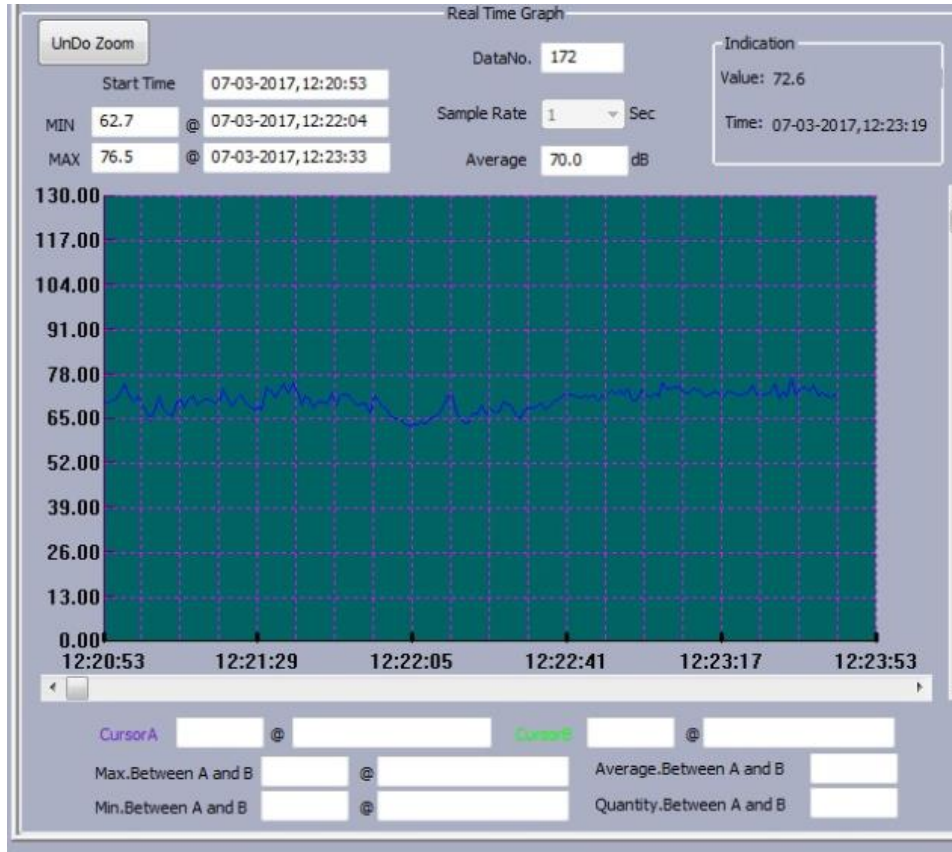 Real Time Graph
UnDo Zoom
DataNo. 172
Indication
Value: 72.6
Start Time 07-03-2017,12:20:53
MIN 62.7 @ 07-03-2017,12:22:04
Sample Rate 1 Sec
Time: 07-03-2017,12:23:19
MAX 76.5 @ 07-03-2017,12:23:33
Average 70.0 dB
130.00
117.00
104.00
91.00
78.00
65.00
52.00
39.00
26.00
13.00
0.00
12:20:53 12:21:29 12:22:05 12:22:41 12:23:17 12:23:53
CursorA @ CursorB @
Max.Between A and B @ Average.Between A and B
Min.Between A and B @ Quantity.Between A and B